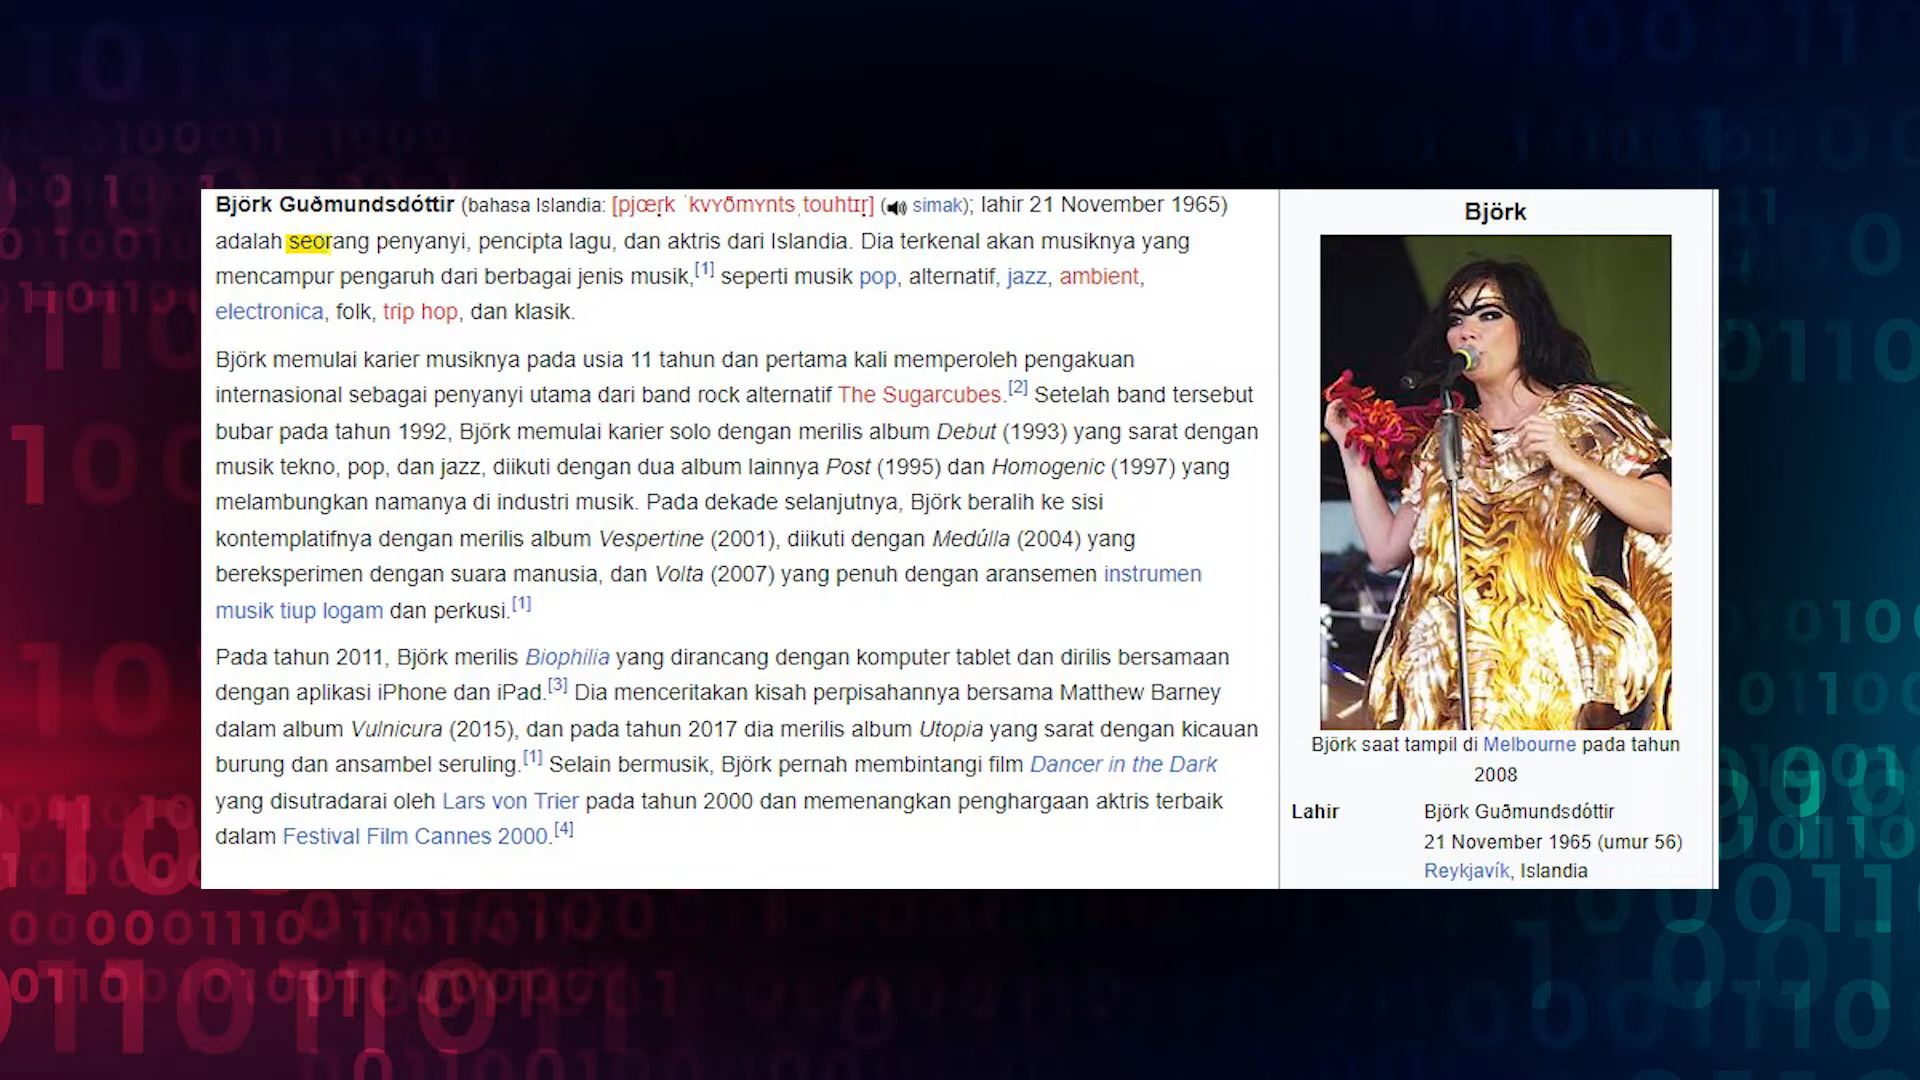 Björk Guðmundsdóttir (bahasa Islandia: [pjœr̥k ˈkvʏðmʏntsˌtouhtɪr̥] ( simak); lahir 21 November 1965)
adalah seorang penyanyi, pencipta lagu, dan aktris dari Islandia. Dia terkenal akan musiknya yang
mencampur pengaruh dari berbagai jenis musik,[1] seperti musik pop, alternatif, jazz, ambient,
electronica, folk, trip hop, dan klasik.
Björk memulai karier musiknya pada usia 11 tahun dan pertama kali memperoleh pengakuan
internasional sebagai penyanyi utama dari band rock alternatif The Sugarcubes.[2] Setelah band tersebut
bubar pada tahun 1992, Björk memulai karier solo dengan merilis album Debut (1993) yang sarat dengan
musik tekno, pop, dan jazz, diikuti dengan dua album lainnya Post (1995) dan Homogenic (1997) yang
melambungkan namanya di industri musik. Pada dekade selanjutnya, Björk beralih ke sisi
kontemplatifnya dengan merilis album Vespertine (2001), diikuti dengan Medúlla (2004) yang
bereksperimen dengan suara manusia, dan Volta (2007) yang penuh dengan aransemen instrumen
musik tiup logam dan perkusi.[1]
Pada tahun 2011, Björk merilis Biophilia yang dirancang dengan komputer tablet dan dirilis bersamaan
dengan aplikasi iPhone dan iPad.[3] Dia menceritakan kisah perpisahannya bersama Matthew Barney
dalam album Vulnicura (2015), dan pada tahun 2017 dia merilis album Utopia yang sarat dengan kicauan
burung dan ansambel seruling.[1] Selain bermusik, Björk pernah membintangi film Dancer in the Dark
yang disutradarai oleh Lars von Trier pada tahun 2000 dan memenangkan penghargaan aktris terbaik
dalam Festival Film Cannes 2000.[4]
Björk
Björk saat tampil di Melbourne pada tahun
2008
Lahir Björk Guðmundsdóttir
21 November 1965 (umur 56)
Reykjavík, Islandia